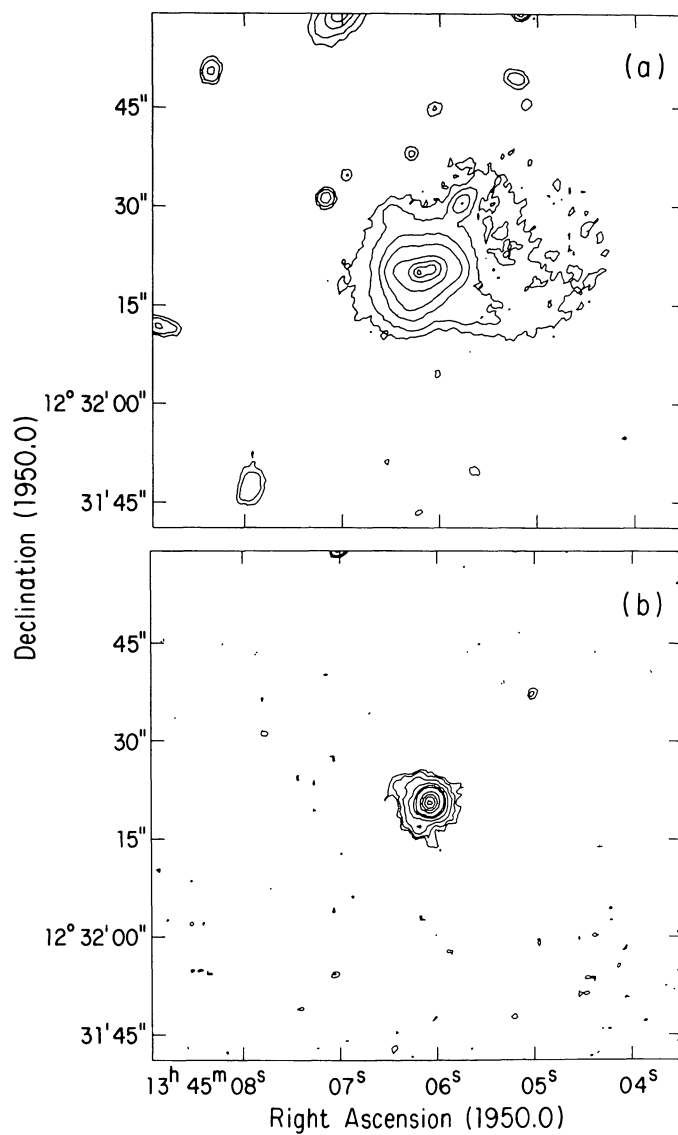 (a)
45"
30"
15"
12° 32' 00"
31' 45"
Declination (1950.0)
(b)
45"
30"
15"
12° 32' 00"
31' 45"
13ʰ 45ᵐ 08ˢ 07ˢ 06ˢ 05ˢ 04ˢ
Right Ascension (1950.0)